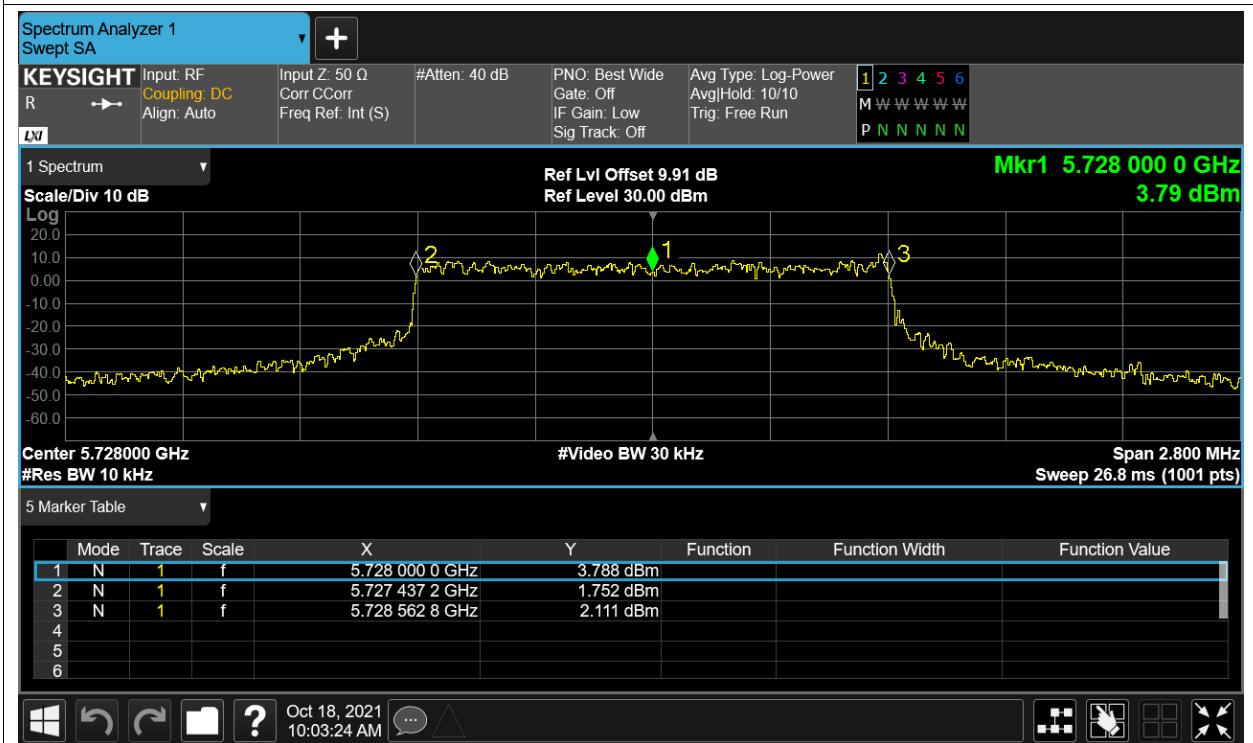 Spectrum Analyzer 1
Swept SA
KEYSIGHT
R
LXI
Input: RF
Coupling: DC
Align: Auto
Input Z: 50 Ω
Corr CCorr
Freq Ref: Int (S)
#Atten: 40 dB
PNO: Best Wide
Gate: Off
IF Gain: Low
Sig Track: Off
Avg Type: Log-Power
Avg|Hold: 10/10
Trig: Free Run
1 2 3 4 5 6
M W W W W W
P N N N N N
1 Spectrum
Scale/Div 10 dB
Ref Lvl Offset 9.91 dB
Ref Level 30.00 dBm
Mkr1 5.728 000 0 GHz
3.79 dBm
Log
20.0
10.0
0.00
-10.0
-20.0
-30.0
-40.0
-50.0
-60.0
2 1 3
Center 5.728000 GHz
#Res BW 10 kHz
#Video BW 30 kHz
Span 2.800 MHz
Sweep 26.8 ms (1001 pts)
5 Marker Table
Mode Trace Scale X Y Function Function Width Function Value
1 N 1 f 5.728 000 0 GHz 3.788 dBm
2 N 1 f 5.727 437 2 GHz 1.752 dBm
3 N 1 f 5.728 562 8 GHz 2.111 dBm
4
5
6
?
Oct 18, 2021
10:03:24 AM